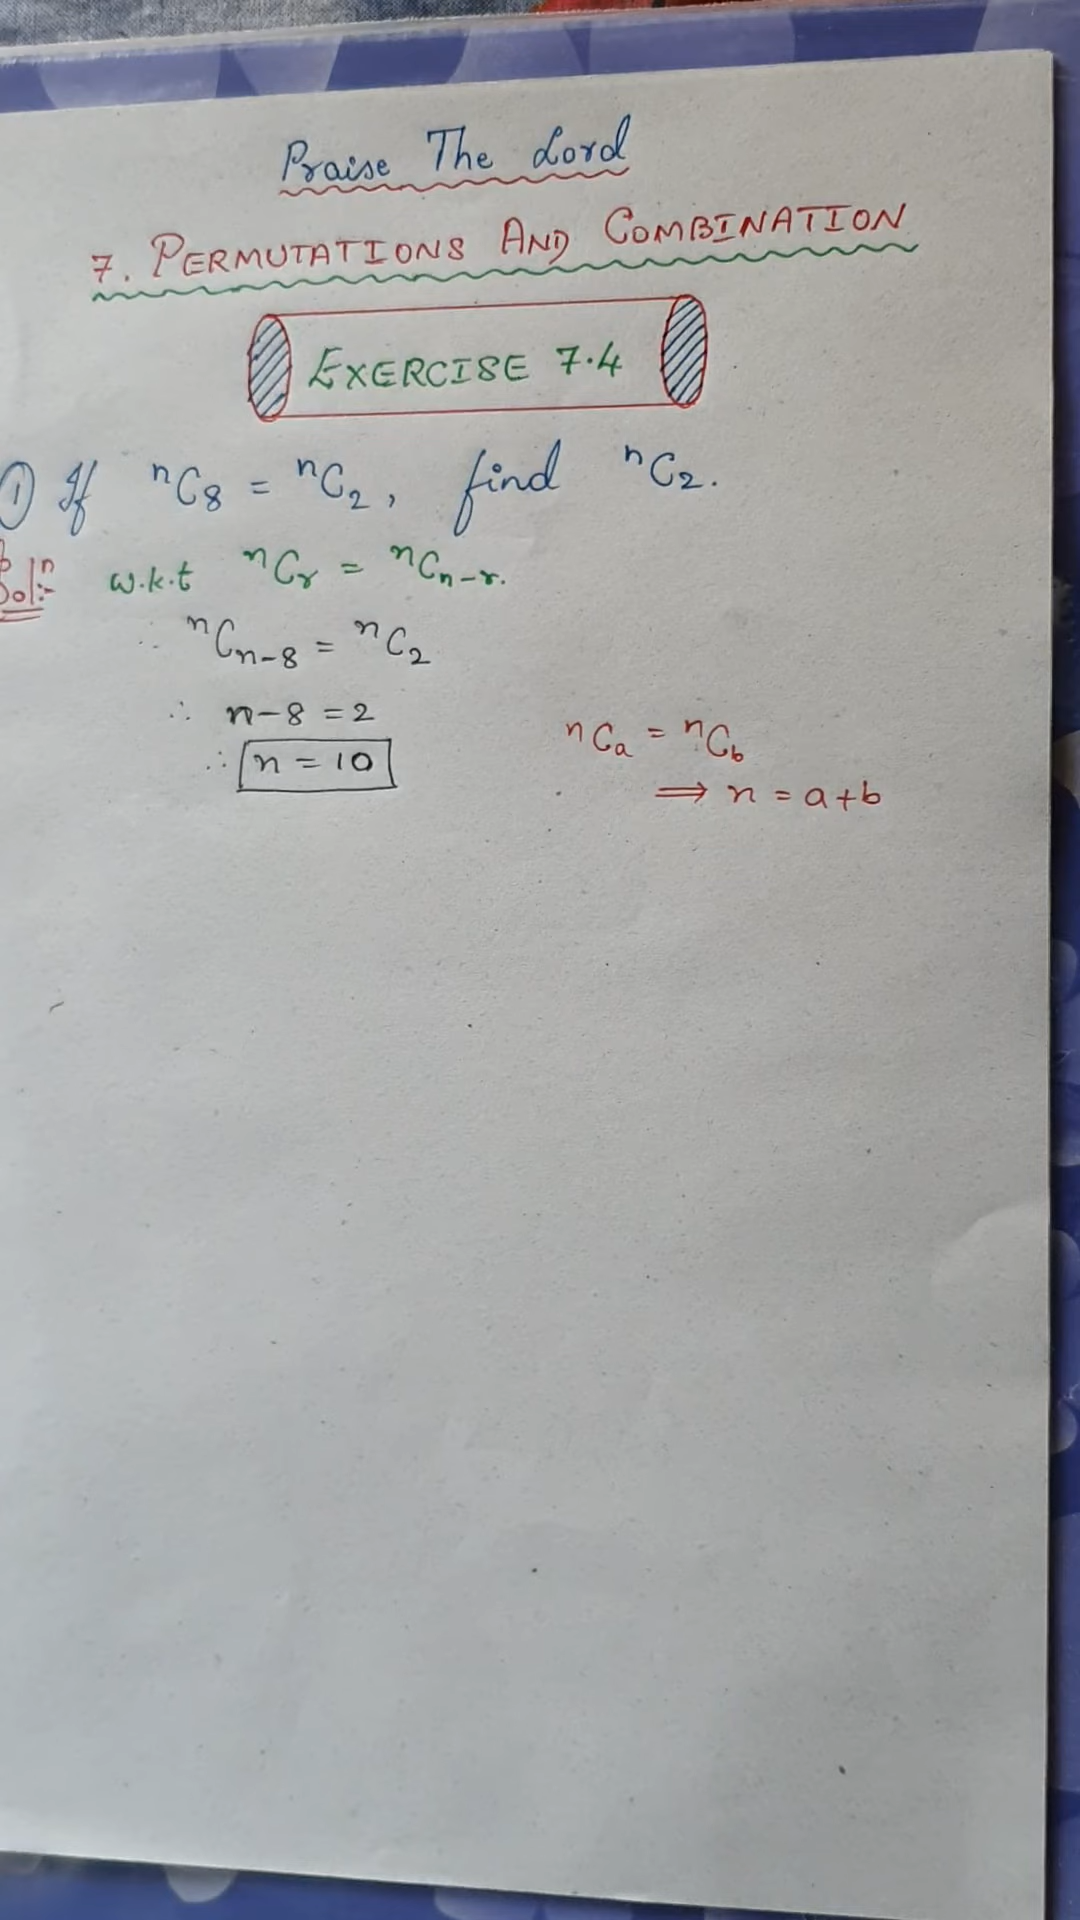 Praise The Lord
7. PERMUTATIONS AND COMBINATION
EXERCISE 7.4
① If ⁿC₈ = ⁿC₂, find ⁿC₂.
Solⁿ:- w.k.t ⁿCᵣ = ⁿCₙ₋ᵣ.
∴ ⁿCₙ₋₈ = ⁿC₂
∴ n-8 = 2
∴ n = 10
ⁿCₐ = ⁿC_b
⟹ n = a+b